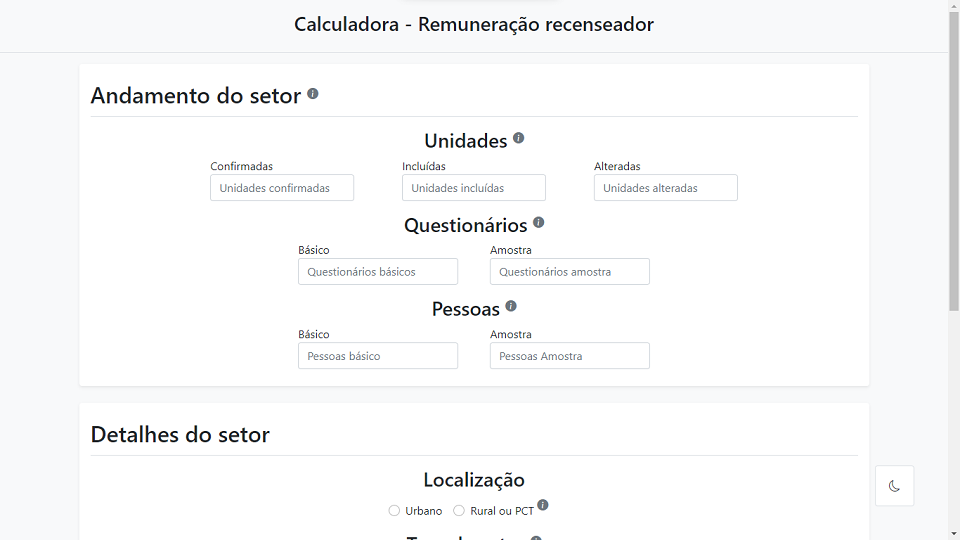 Calculadora - Remuneração recenseador
Andamento do setor
Unidades
Confirmadas Incluídas Alteradas
Unidades confirmadas Unidades incluídas Unidades alteradas
Questionários
Básico Amostra
Questionários básicos Questionários amostra
Pessoas
Básico Amostra
Pessoas básico Pessoas Amostra
Detalhes do setor
Localização
Urbano Rural ou PCT